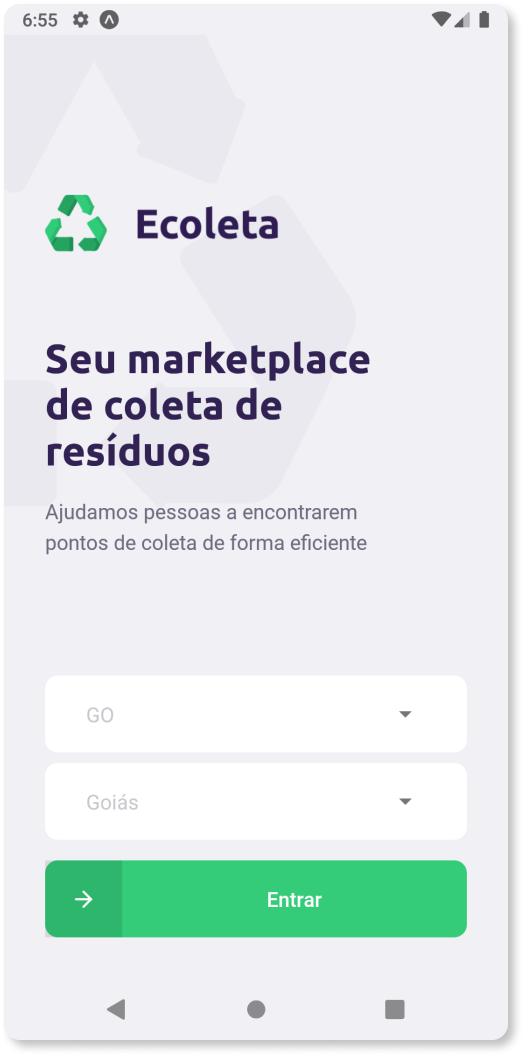 6:55
Ecoleta
Seu marketplace
de coleta de
resíduos
Ajudamos pessoas a encontrarem
pontos de coleta de forma eficiente
GO
Goiás
Entrar